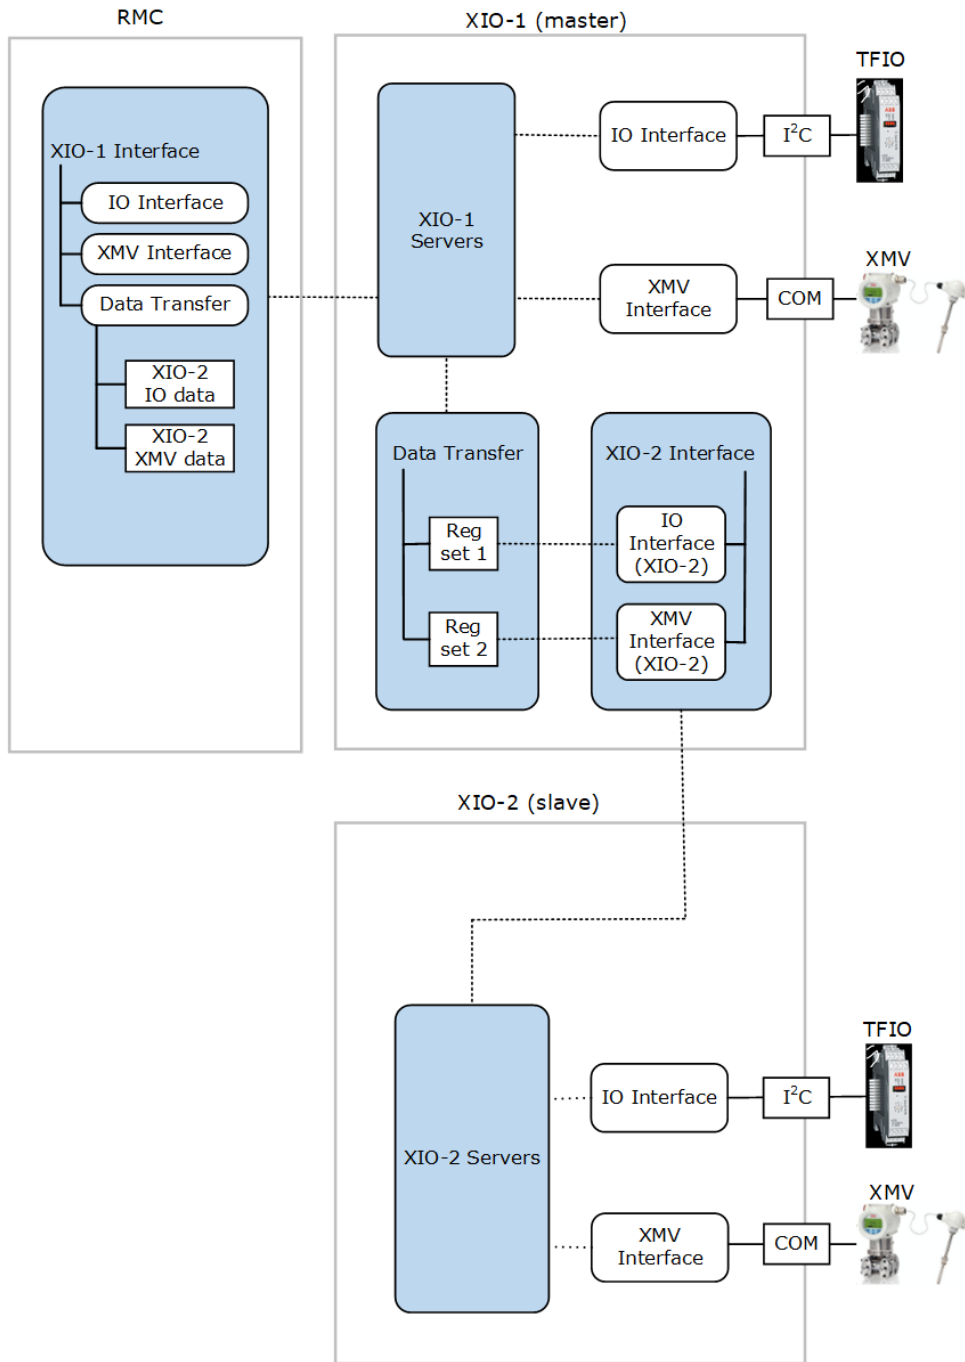 RMC
XIO-1 Interface
IO Interface
XMV Interface
Data Transfer
XIO-2
IO data
XIO-2
XMV data
XIO-1 (master)
XIO-1
Servers
IO Interface
I²C
TFIO
ABB
XMV
Interface
COM
XMV
Data Transfer
Reg
set 1
Reg
set 2
XIO-2 Interface
IO
Interface
(XIO-2)
XMV
Interface
(XIO-2)
XIO-2 (slave)
XIO-2 Servers
IO Interface
I²C
TFIO
ABB
XMV
Interface
COM
XMV